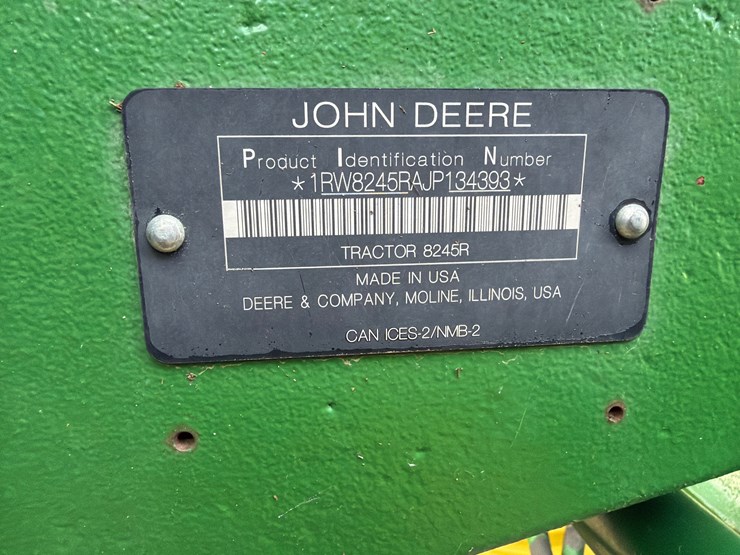 JOHN DEERE
Product Identification Number
*1RW8245RAJP134393*
TRACTOR 8245R
MADE IN USA
DEERE & COMPANY, MOLINE, ILLINOIS, USA
CAN ICES-2/NMB-2